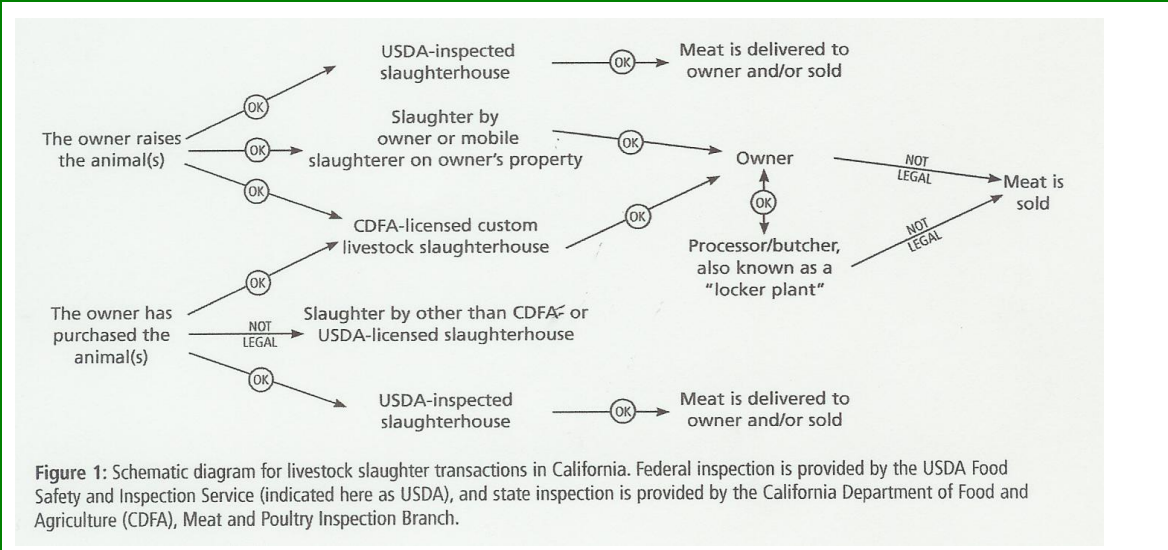 USDA-inspected
slaughterhouse
OK
Meat is delivered to
owner and/or sold
OK
The owner raises
the animal(s)
OK
Slaughter by
owner or mobile
slaughterer on owner's property
OK
Owner
NOT
LEGAL
Meat is
sold
OK
CDFA-licensed custom
livestock slaughterhouse
OK
OK
Processor/butcher,
also known as a
"locker plant"
NOT
LEGAL
OK
The owner has
purchased the
animal(s)
NOT
LEGAL
Slaughter by other than CDFA- or
USDA-licensed slaughterhouse
OK
USDA-inspected
slaughterhouse
OK
Meat is delivered to
owner and/or sold
Figure 1: Schematic diagram for livestock slaughter transactions in California. Federal inspection is provided by the USDA Food
Safety and Inspection Service (indicated here as USDA), and state inspection is provided by the California Department of Food and
Agriculture (CDFA), Meat and Poultry Inspection Branch.